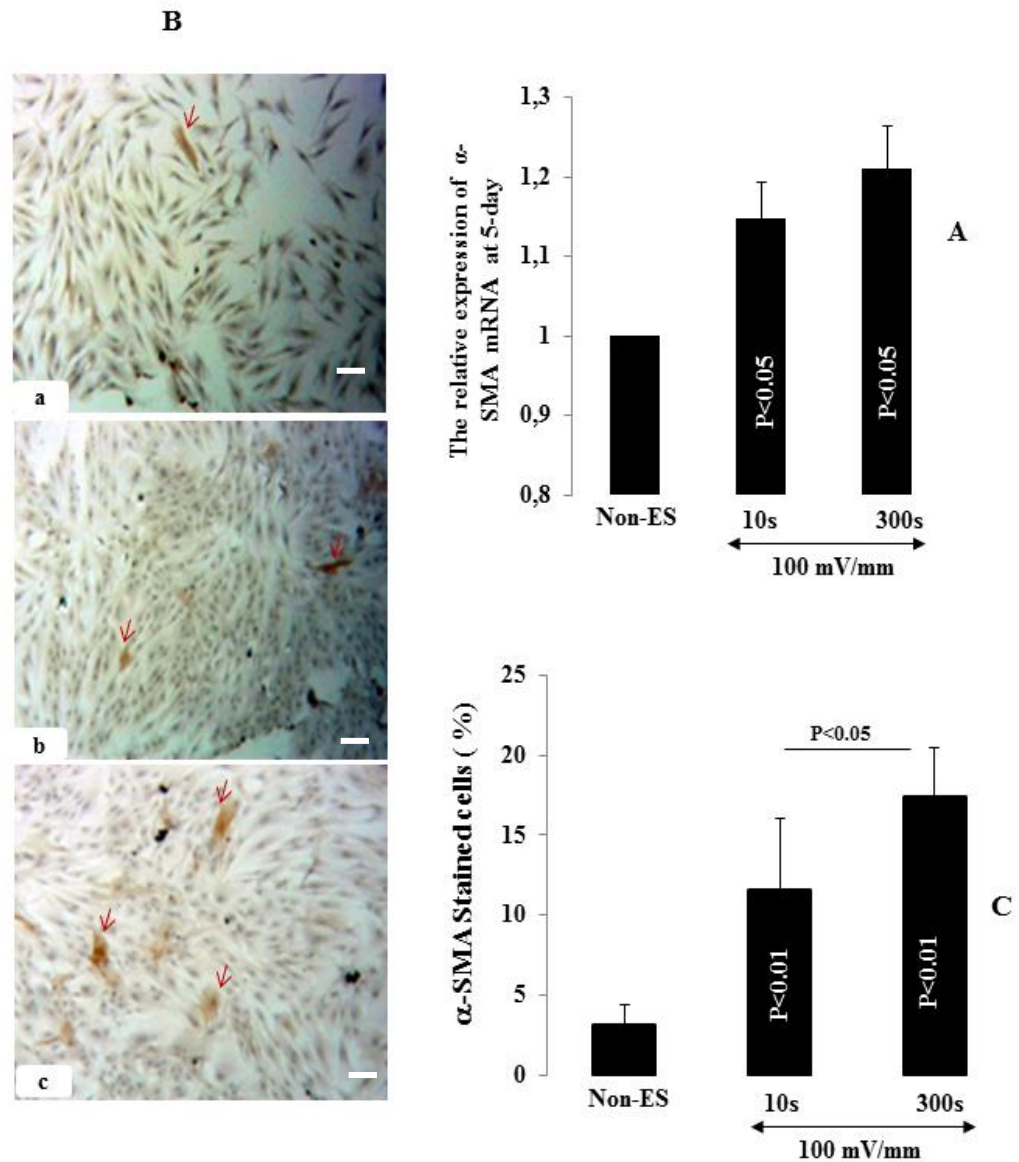 B
a
b
c
The relative expression of α-
SMA mRNA at 5-day
1,3
1,2
1,1
1
0,9
0,8
P<0.05
P<0.05
A
Non-ES
10s
300s
100 mV/mm
α-SMA Stained cells ( %)
25
20
15
10
5
0
P<0.05
P<0.01
P<0.01
C
Non-ES
10s
300s
100 mV/mm